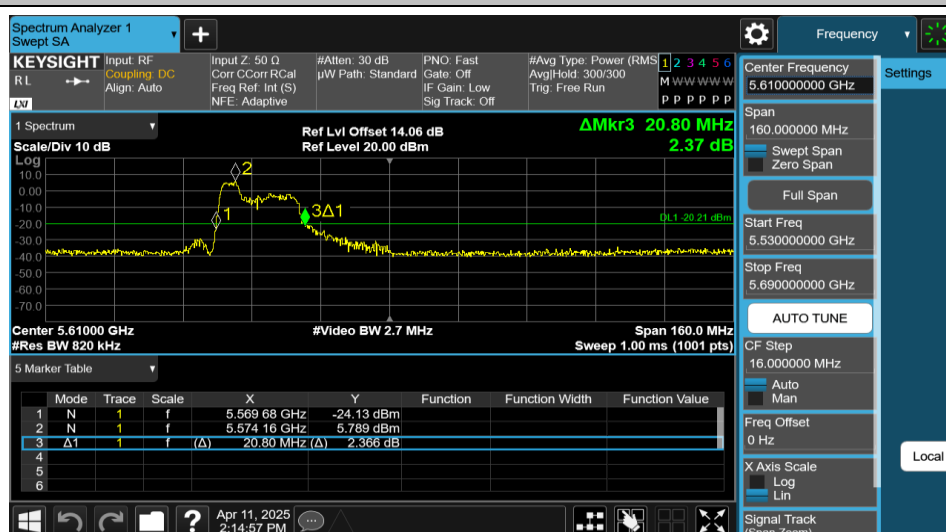 Spectrum Analyzer 1
Swept SA
+
Frequency
KEYSIGHT
RL
LXI
Input: RF
Coupling: DC
Align: Auto
Input Z: 50 Ω
Corr CCorr RCal
Freq Ref: Int (S)
NFE: Adaptive
#Atten: 30 dB
µW Path: Standard
PNO: Fast
Gate: Off
IF Gain: Low
Sig Track: Off
#Avg Type: Power (RMS
Avg|Hold: 300/300
Trig: Free Run
1 2 3 4 5 6
M W W W W W
P P P P P P
1 Spectrum
Scale/Div 10 dB
Ref Lvl Offset 14.06 dB
Ref Level 20.00 dBm
ΔMkr3 20.80 MHz
2.37 dB
Log
10.0
0.00
-10.0
-20.0
-30.0
-40.0
-50.0
-60.0
-70.0
2
1
3Δ1
DL1 -20.21 dBm
Center 5.61000 GHz
#Video BW 2.7 MHz
Span 160.0 MHz
#Res BW 820 kHz
Sweep 1.00 ms (1001 pts)
5 Marker Table
Mode Trace Scale X Y Function Function Width Function Value
1 N 1 f 5.569 68 GHz -24.13 dBm
2 N 1 f 5.574 16 GHz 5.789 dBm
3 Δ1 1 f (Δ) 20.80 MHz (Δ) 2.366 dB
4
5
6
?
Apr 11, 2025
2:14:57 PM
Center Frequency
5.610000000 GHz
Settings
Span
160.000000 MHz
Swept Span
Zero Span
Full Span
Start Freq
5.530000000 GHz
Stop Freq
5.690000000 GHz
AUTO TUNE
CF Step
16.000000 MHz
Auto
Man
Freq Offset
0 Hz
X Axis Scale
Log
Lin
Local
Signal Track
(Span Zoom)